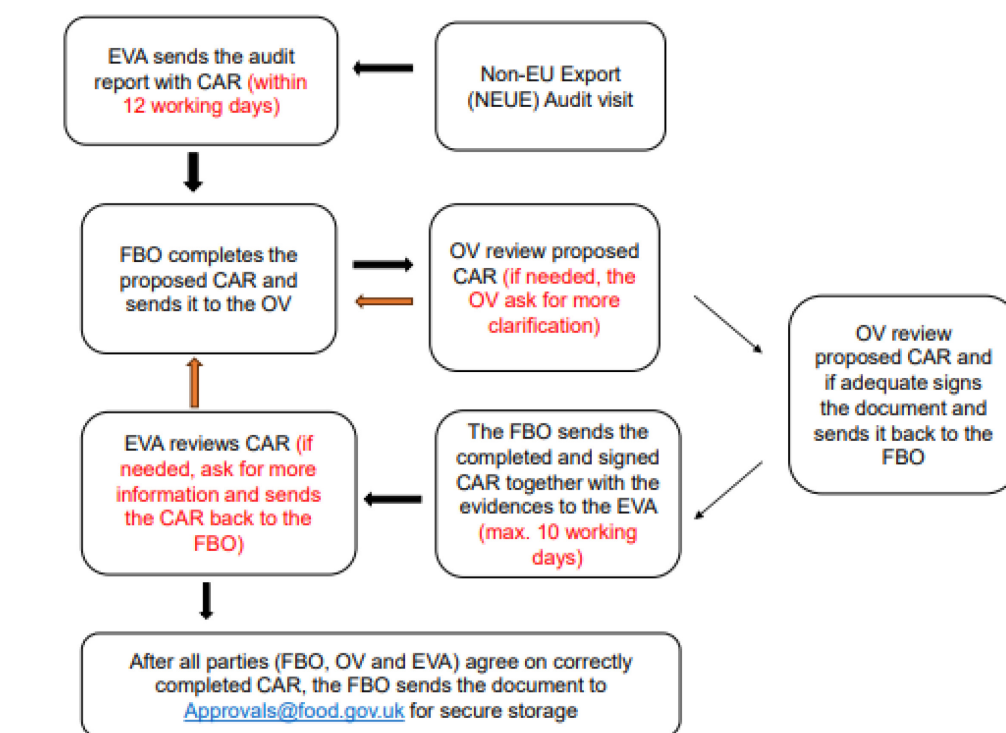 EVA sends the audit
report with CAR (within
12 working days)
Non-EU Export
(NEUE) Audit visit
FBO completes the
proposed CAR and
sends it to the OV
OV review proposed
CAR (if needed, the
OV ask for more
clarification)
OV review
proposed CAR and
if adequate signs
the document and
sends it back to the
FBO
The FBO sends the
completed and signed
CAR together with the
evidences to the EVA
(max. 10 working
days)
EVA reviews CAR (if
needed, ask for more
information and sends
the CAR back to the
FBO)
After all parties (FBO, OV and EVA) agree on correctly
completed CAR, the FBO sends the document to
Approvals@food.gov.uk for secure storage